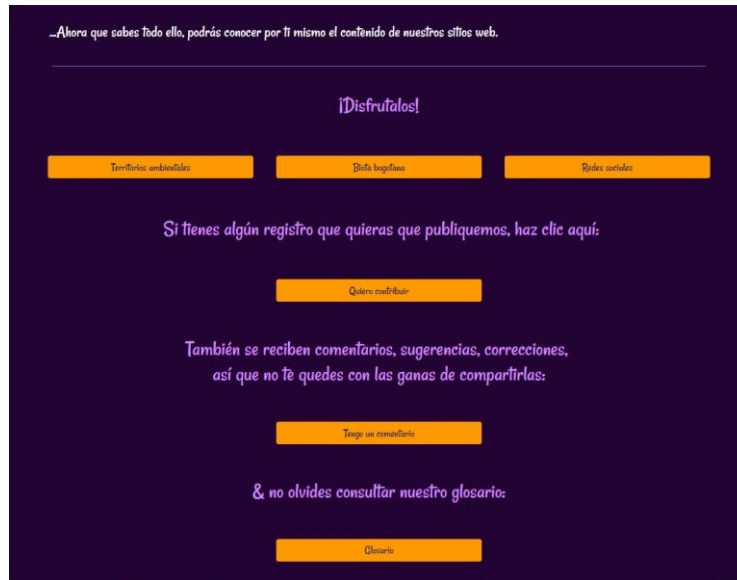 ...Ahora que sabes todo ello, podrás conocer por ti mismo el contenido de nuestros sitios web.
¡Disfrutalos!
Territorios ambientales
Biota bogotana
Redes sociales
Si tienes algún registro que quieras que publiquemos, haz clic aquí:
Quiero contribuir
También se reciben comentarios, sugerencias, correcciones,
así que no te quedes con las ganas de compartirlas:
Tengo un comentario
& no olvides consultar nuestro glosario:
Glosario